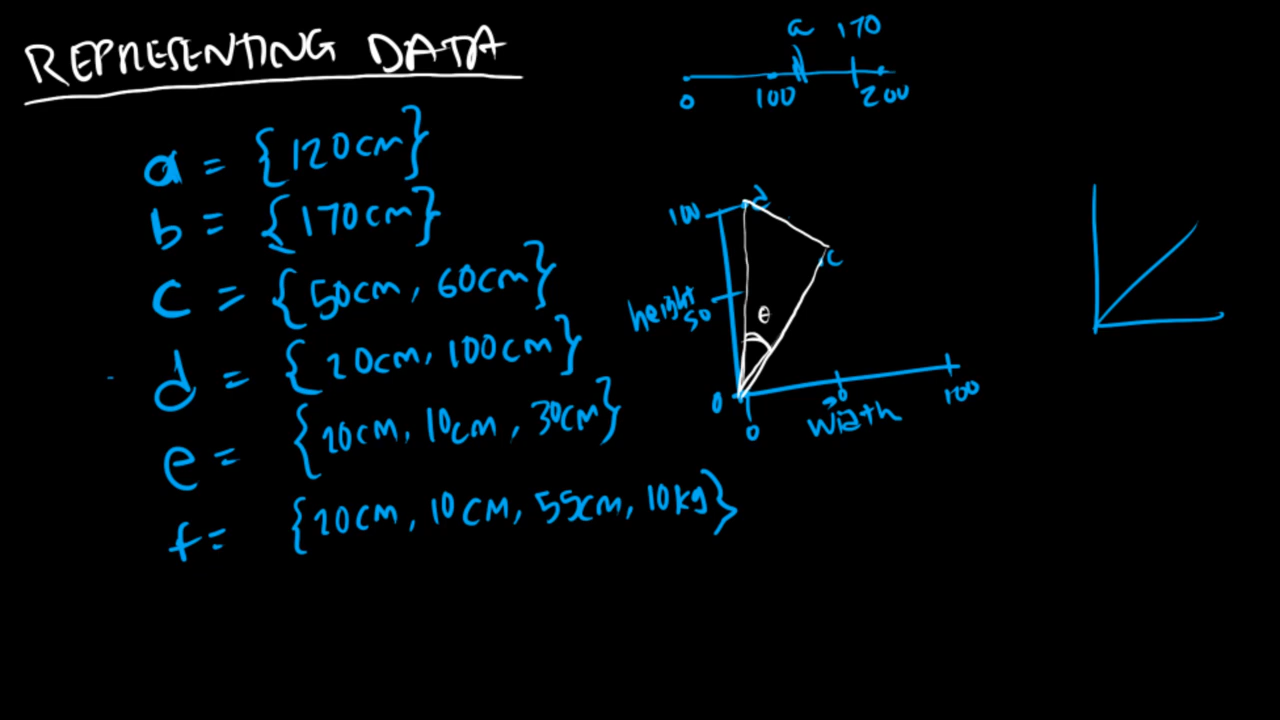 REPRESENTING DATA
a = {120cm}
b = {170cm}
c = {50cm, 60cm}
d = {20cm, 100cm}
e = {20cm, 10cm, 30cm}
f = {20cm, 10cm, 55cm, 10kg}
a 170
0 100 200
100 d
c
height
50
θ
0
0 100
width